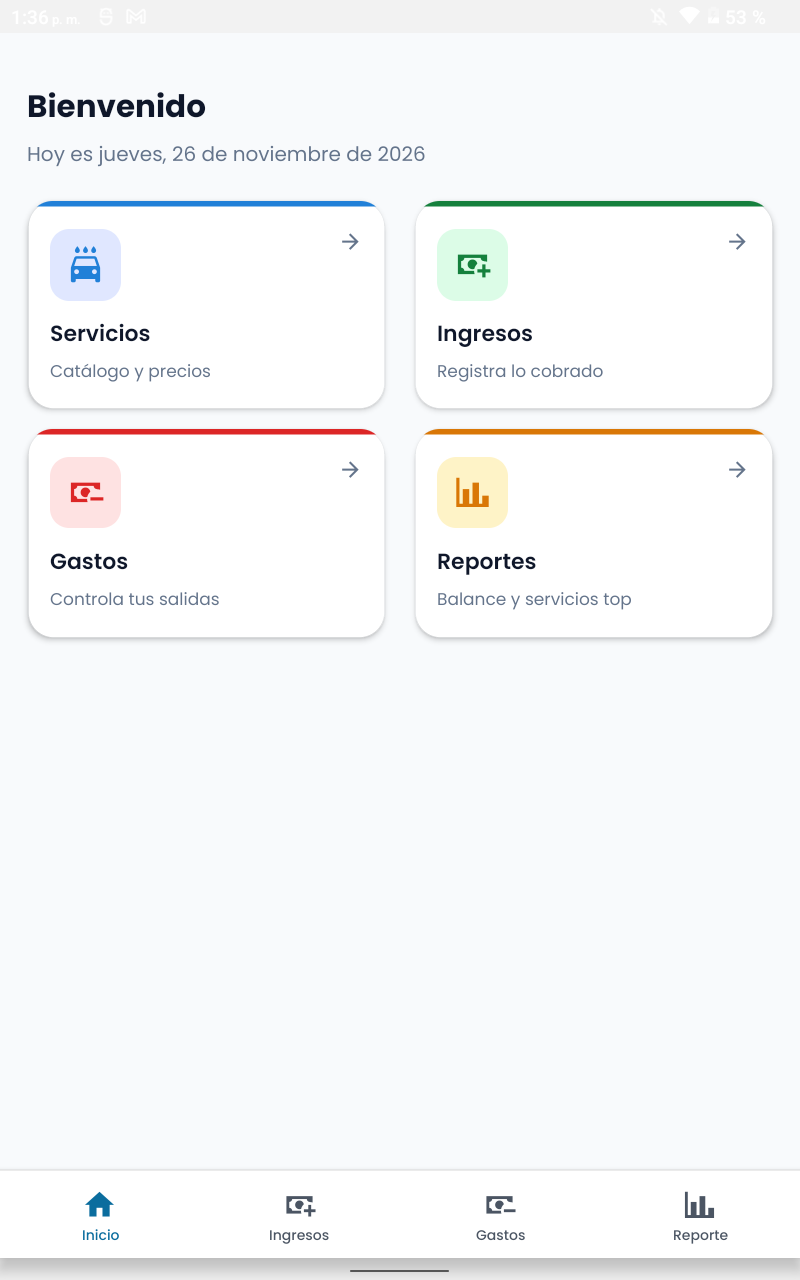 1:36 p. m. 53 %
Bienvenido
Hoy es jueves, 26 de noviembre de 2026
Servicios
Catálogo y precios
Ingresos
Registra lo cobrado
Gastos
Controla tus salidas
Reportes
Balance y servicios top
Inicio
Ingresos
Gastos
Reporte